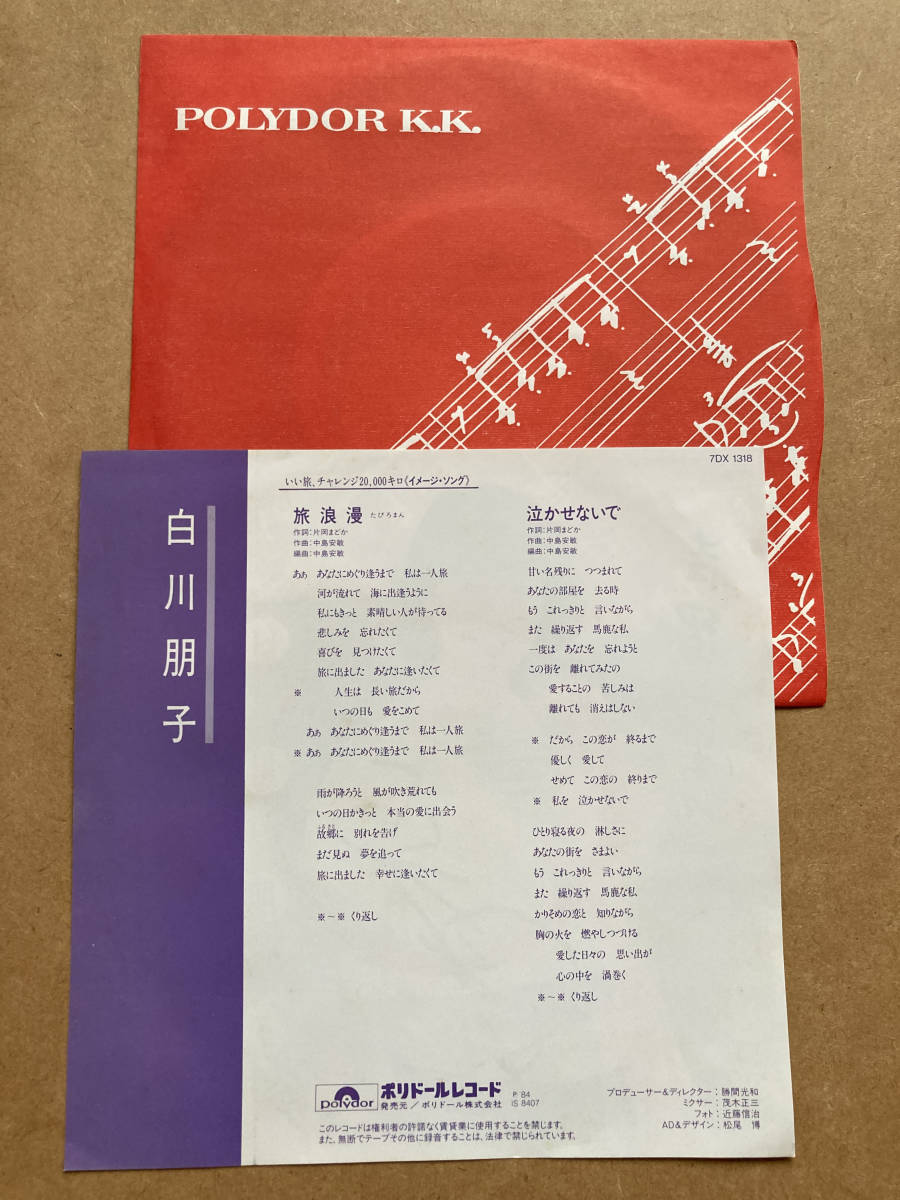 POLYDOR K.K.
7DX 1318
白川朋子
いい旅、チャレンジ20,000キロ《イメージ・ソング》
旅浪漫 たびろまん
作詞:片岡まどか
作曲:中島安敏
編曲:中島安敏
あぁ あなたにめぐり逢うまで 私は一人旅
河が流れて 海に出逢うように
私にもきっと 素晴しい人が待ってる
悲しみを 忘れたくて
喜びを 見つけたくて
旅に出ました あなたに逢いたくて
※ 人生は 長い旅だから
いつの日も 愛をこめて
あぁ あなたにめぐり逢うまで 私は一人旅
※ あぁ あなたにめぐり逢うまで 私は一人旅
雨が降ろうと 風が吹き荒れても
いつの日かきっと 本当の愛に出会う
故郷に 別れを告げ
まだ見ぬ 夢を追って
旅に出ました 幸せに逢いたくて
※~※ くり返し
泣かせないで
作詞:片岡まどか
作曲:中島安敏
編曲:中島安敏
甘い名残りに つつまれて
あなたの部屋を 去る時
もう これっきりと 言いながら
また 繰り返す 馬鹿な私
一度は あなたを 忘れようと
この街を 離れてみたの
愛することの 苦しみは
離れても 消えはしない
※ だから この恋が 終るまで
優しく 愛して
せめて この恋の 終りまで
※ 私を 泣かせないで
ひとり寝る夜の 淋しさに
あなたの街を さまよい
もう これっきりと 言いながら
また 繰り返す 馬鹿な私
かりそめの恋と 知りながら
胸の火を 燃やしつづける
愛した日々の 思い出が
心の中を 渦巻く
※~※ くり返し
polydor
ポリドールレコード
発売元/ポリドール株式会社
P 84
IS 8407
このレコードは権利者の許諾なく賃貸業に使用することを禁じます。
また、無断でテープその他に録音することは、法律で禁じられています。
プロデューサー&ディレクター:勝間光和
ミクサー:茂木正三
フォト:近藤信治
AD&デザイン:松尾 博